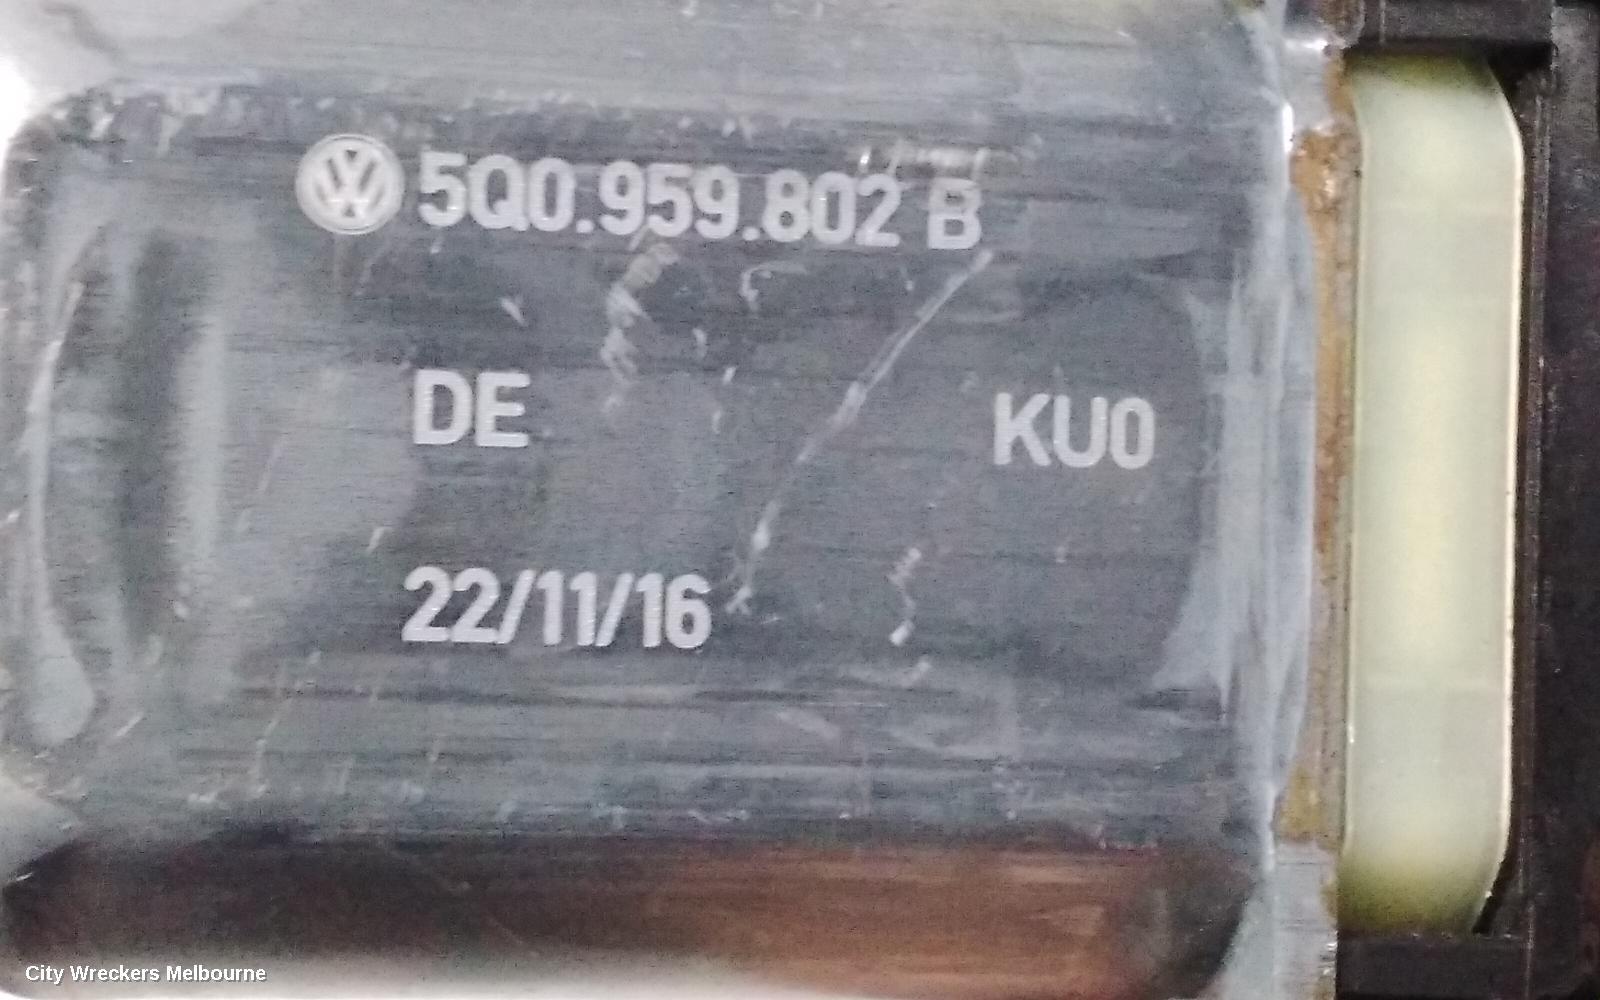 5Q0.959.802 B
DE KU0
22/11/16
City Wreckers Melbourne